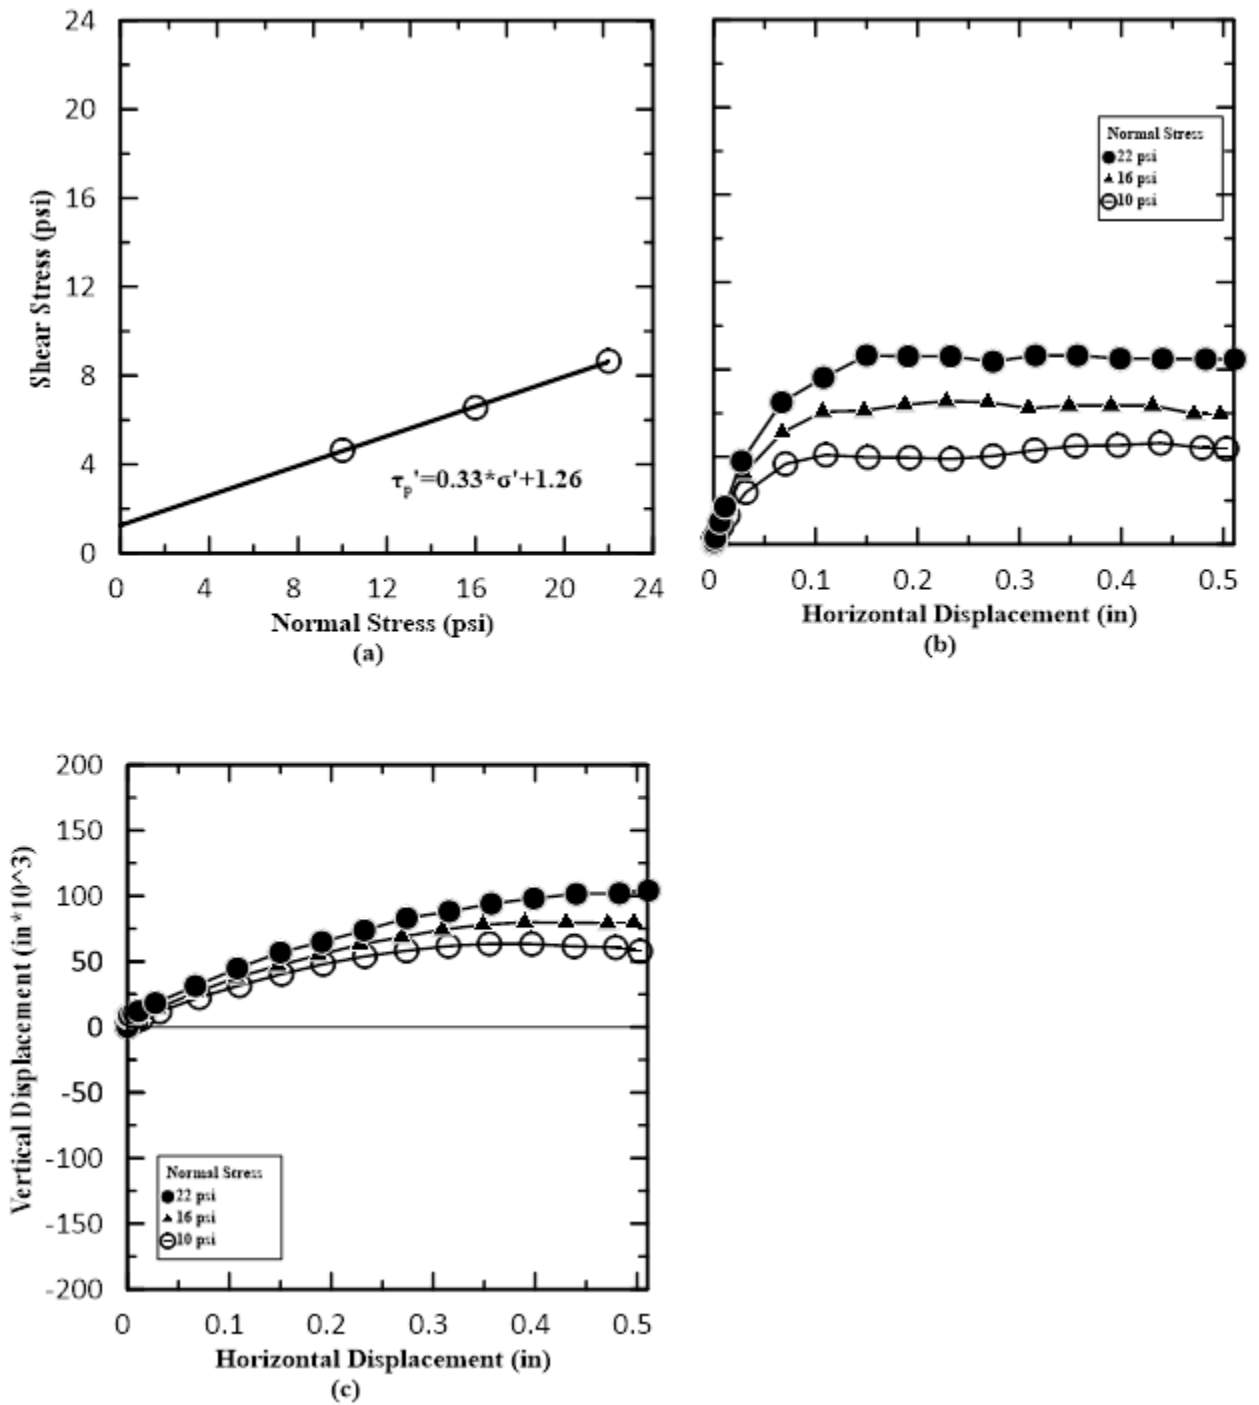 24
20
16
12
8
4
0
Shear Stress (psi)
τp'=0.33*σ'+1.26
0 4 8 12 16 20 24
Normal Stress (psi)
(a)
Normal Stress
22 psi
16 psi
10 psi
0 0.1 0.2 0.3 0.4 0.5
Horizontal Displacement (in)
(b)
200
150
100
50
0
-50
-100
-150
-200
Vertical Displacement (in*10^3)
Normal Stress
22 psi
16 psi
10 psi
0 0.1 0.2 0.3 0.4 0.5
Horizontal Displacement (in)
(c)